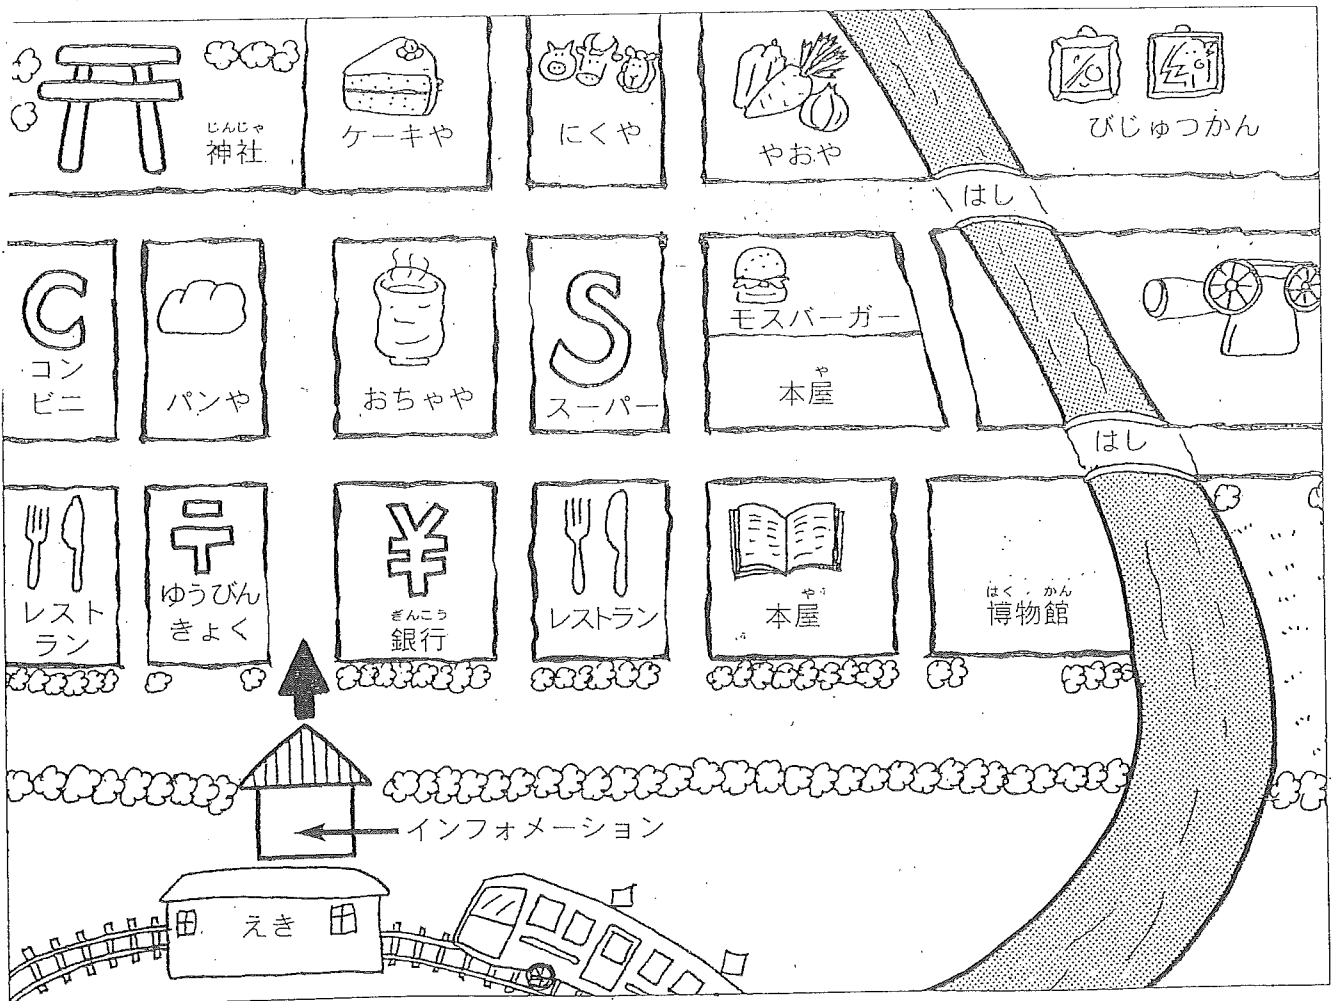 じんじゃ
神社
ケーキや
にくや
やおや
びじゅつかん
はし
C
コン
ビニ
パンや
おちゃや
S
スーパー
モスバーガー
や
本屋
はし
レスト
ラン
〒
ゆうびん
きょく
¥
ぎんこう
銀行
レストラン
や
本屋
はく かん
博物館
インフォメーション
えき